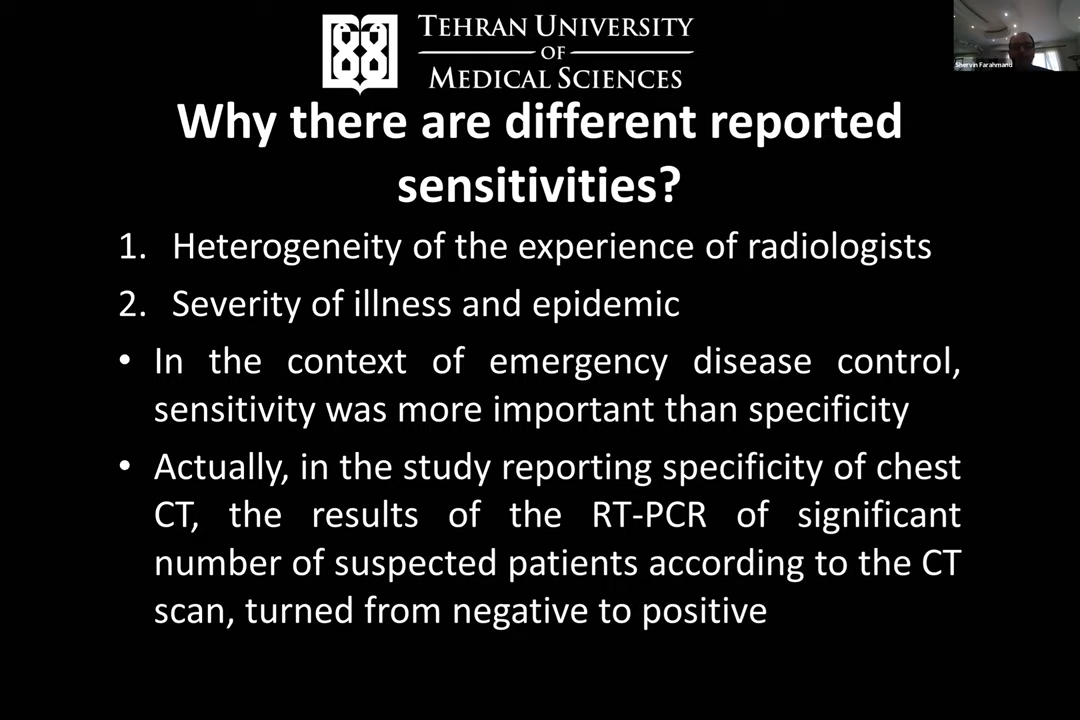 TEHRAN UNIVERSITY
OF
MEDICAL SCIENCES
Shervin Farahmand
Why there are different reported
sensitivities?
1. Heterogeneity of the experience of radiologists
2. Severity of illness and epidemic
• In the context of emergency disease control,
sensitivity was more important than specificity
• Actually, in the study reporting specificity of chest
CT, the results of the RT-PCR of significant
number of suspected patients according to the CT
scan, turned from negative to positive